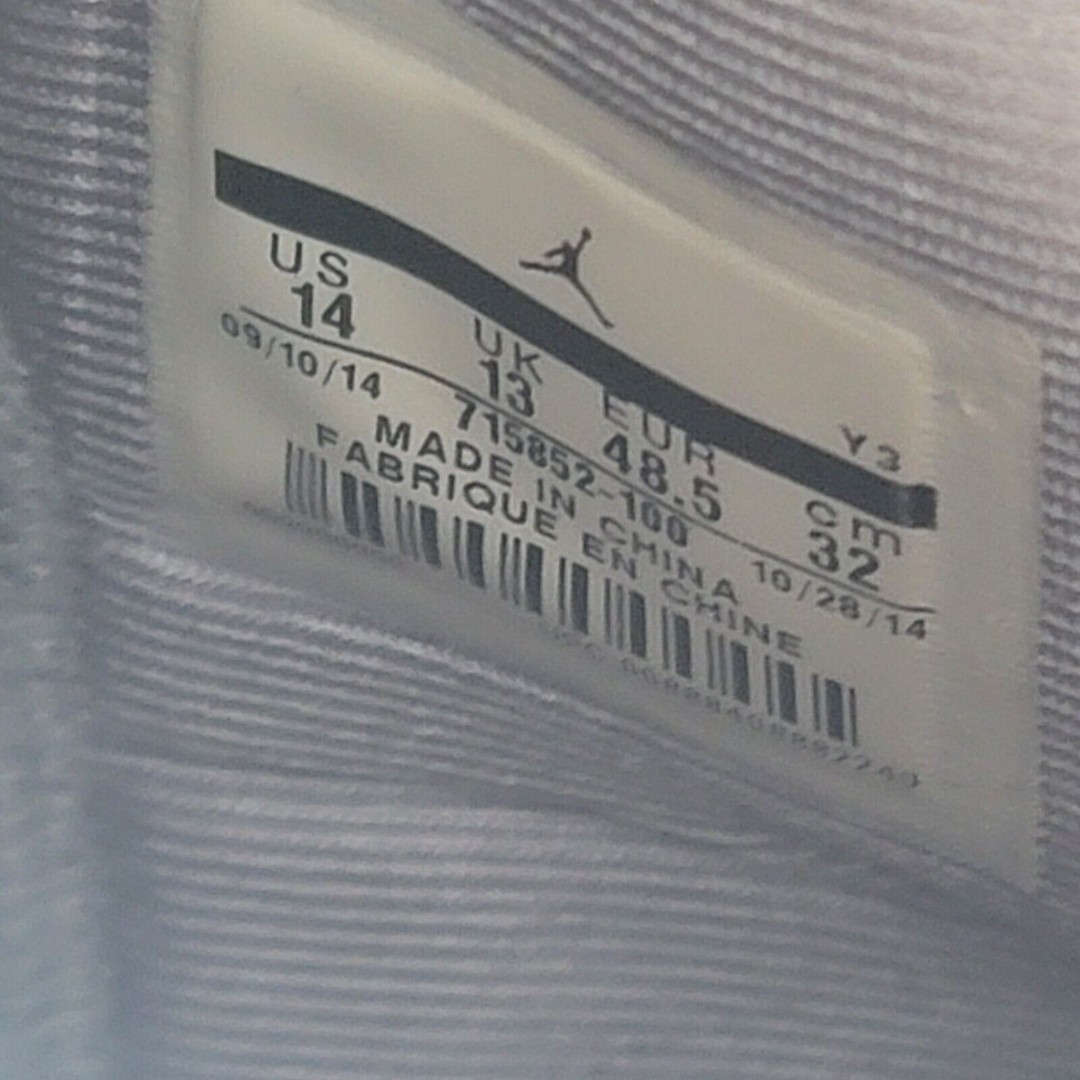 Y3
US UK EUR cm
14 13 48.5 32
09/10/14 715852-100 10/28/14
MADE IN CHINA
FABRIQUE EN CHINE